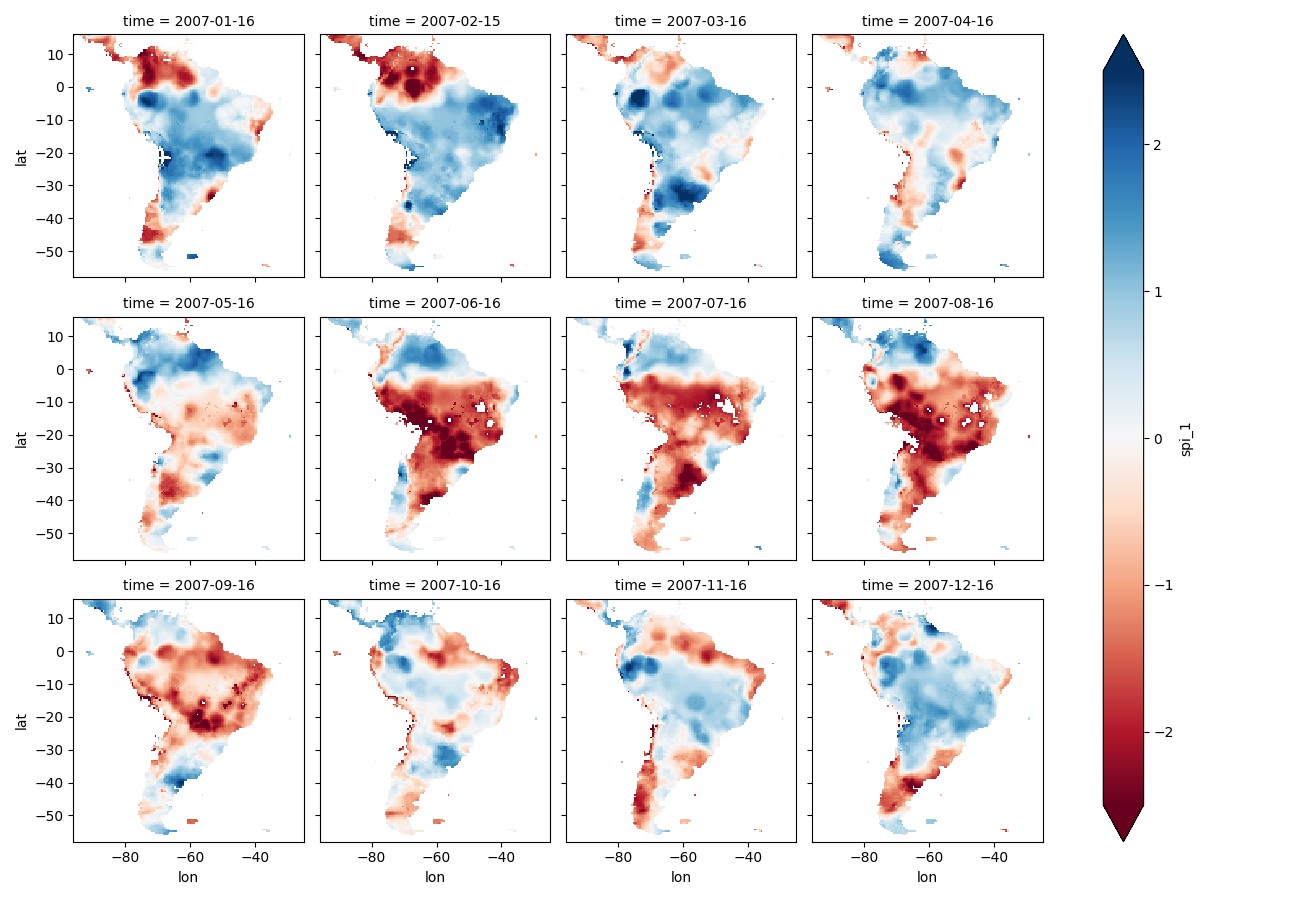 time = 2007-01-16
time = 2007-02-15
time = 2007-03-16
time = 2007-04-16
lat
10
0
−10
−20
−30
−40
−50
time = 2007-05-16
time = 2007-06-16
time = 2007-07-16
time = 2007-08-16
lat
10
0
−10
−20
−30
−40
−50
time = 2007-09-16
time = 2007-10-16
time = 2007-11-16
time = 2007-12-16
lat
10
0
−10
−20
−30
−40
−50
−80 −60 −40
lon
−80 −60 −40
lon
−80 −60 −40
lon
−80 −60 −40
lon
2
1
0
−1
−2
spi_1